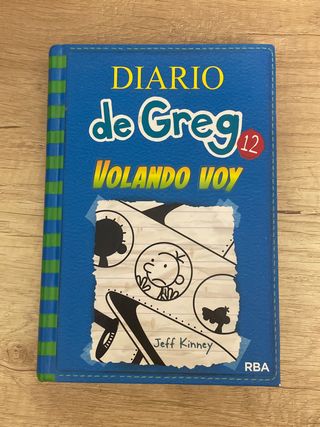 DIARIO
de Greg 12
VOLANDO VOY
Jeff Kinney
RBA